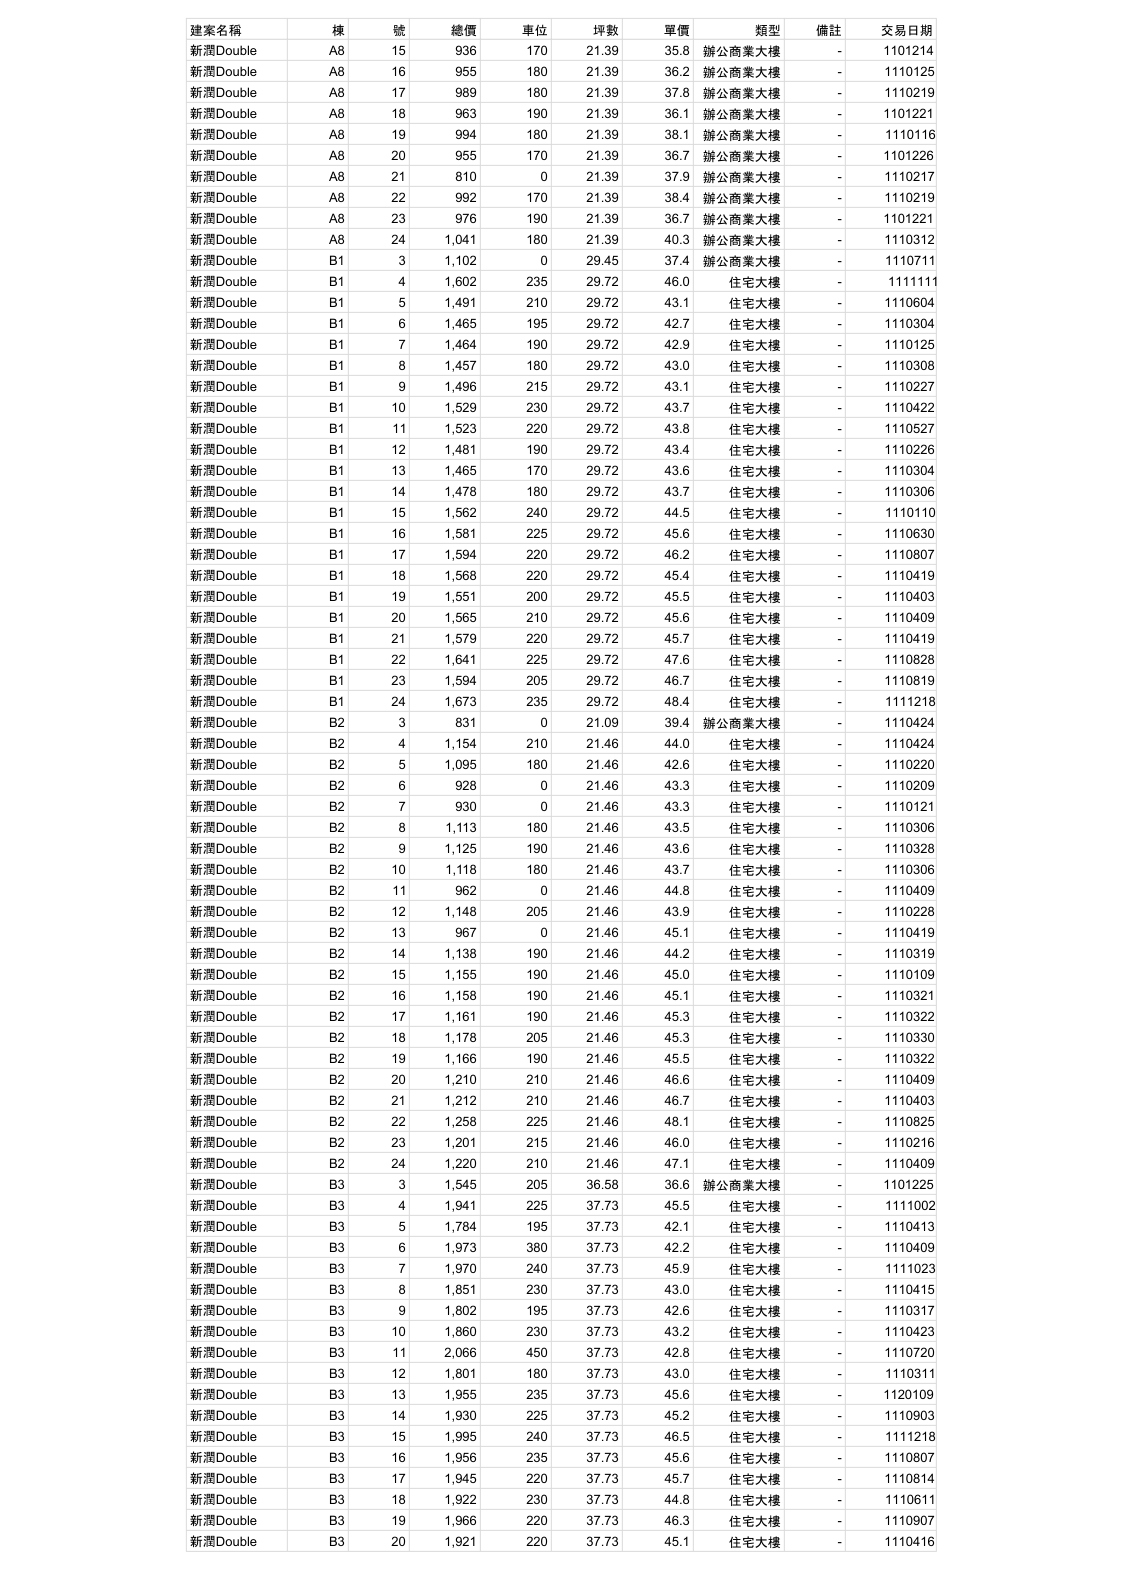 建案名稱 棟 號 總價 車位 坪數 單價 類型 備註 交易日期
新潤Double A8 15 936 170 21.39 35.8 辦公商業大樓 - 1101214
新潤Double A8 16 955 180 21.39 36.2 辦公商業大樓 - 1110125
新潤Double A8 17 989 180 21.39 37.8 辦公商業大樓 - 1110219
新潤Double A8 18 963 190 21.39 36.1 辦公商業大樓 - 1101221
新潤Double A8 19 994 180 21.39 38.1 辦公商業大樓 - 1110116
新潤Double A8 20 955 170 21.39 36.7 辦公商業大樓 - 1101226
新潤Double A8 21 810 0 21.39 37.9 辦公商業大樓 - 1110217
新潤Double A8 22 992 170 21.39 38.4 辦公商業大樓 - 1110219
新潤Double A8 23 976 190 21.39 36.7 辦公商業大樓 - 1101221
新潤Double A8 24 1,041 180 21.39 40.3 辦公商業大樓 - 1110312
新潤Double B1 3 1,102 0 29.45 37.4 辦公商業大樓 - 1110711
新潤Double B1 4 1,602 235 29.72 46.0 住宅大樓 - 1111111
新潤Double B1 5 1,491 210 29.72 43.1 住宅大樓 - 1110604
新潤Double B1 6 1,465 195 29.72 42.7 住宅大樓 - 1110304
新潤Double B1 7 1,464 190 29.72 42.9 住宅大樓 - 1110125
新潤Double B1 8 1,457 180 29.72 43.0 住宅大樓 - 1110308
新潤Double B1 9 1,496 215 29.72 43.1 住宅大樓 - 1110227
新潤Double B1 10 1,529 230 29.72 43.7 住宅大樓 - 1110422
新潤Double B1 11 1,523 220 29.72 43.8 住宅大樓 - 1110527
新潤Double B1 12 1,481 190 29.72 43.4 住宅大樓 - 1110226
新潤Double B1 13 1,465 170 29.72 43.6 住宅大樓 - 1110304
新潤Double B1 14 1,478 180 29.72 43.7 住宅大樓 - 1110306
新潤Double B1 15 1,562 240 29.72 44.5 住宅大樓 - 1110110
新潤Double B1 16 1,581 225 29.72 45.6 住宅大樓 - 1110630
新潤Double B1 17 1,594 220 29.72 46.2 住宅大樓 - 1110807
新潤Double B1 18 1,568 220 29.72 45.4 住宅大樓 - 1110419
新潤Double B1 19 1,551 200 29.72 45.5 住宅大樓 - 1110403
新潤Double B1 20 1,565 210 29.72 45.6 住宅大樓 - 1110409
新潤Double B1 21 1,579 220 29.72 45.7 住宅大樓 - 1110419
新潤Double B1 22 1,641 225 29.72 47.6 住宅大樓 - 1110828
新潤Double B1 23 1,594 205 29.72 46.7 住宅大樓 - 1110819
新潤Double B1 24 1,673 235 29.72 48.4 住宅大樓 - 1111218
新潤Double B2 3 831 0 21.09 39.4 辦公商業大樓 - 1110424
新潤Double B2 4 1,154 210 21.46 44.0 住宅大樓 - 1110424
新潤Double B2 5 1,095 180 21.46 42.6 住宅大樓 - 1110220
新潤Double B2 6 928 0 21.46 43.3 住宅大樓 - 1110209
新潤Double B2 7 930 0 21.46 43.3 住宅大樓 - 1110121
新潤Double B2 8 1,113 180 21.46 43.5 住宅大樓 - 1110306
新潤Double B2 9 1,125 190 21.46 43.6 住宅大樓 - 1110328
新潤Double B2 10 1,118 180 21.46 43.7 住宅大樓 - 1110306
新潤Double B2 11 962 0 21.46 44.8 住宅大樓 - 1110409
新潤Double B2 12 1,148 205 21.46 43.9 住宅大樓 - 1110228
新潤Double B2 13 967 0 21.46 45.1 住宅大樓 - 1110419
新潤Double B2 14 1,138 190 21.46 44.2 住宅大樓 - 1110319
新潤Double B2 15 1,155 190 21.46 45.0 住宅大樓 - 1110109
新潤Double B2 16 1,158 190 21.46 45.1 住宅大樓 - 1110321
新潤Double B2 17 1,161 190 21.46 45.3 住宅大樓 - 1110322
新潤Double B2 18 1,178 205 21.46 45.3 住宅大樓 - 1110330
新潤Double B2 19 1,166 190 21.46 45.5 住宅大樓 - 1110322
新潤Double B2 20 1,210 210 21.46 46.6 住宅大樓 - 1110409
新潤Double B2 21 1,212 210 21.46 46.7 住宅大樓 - 1110403
新潤Double B2 22 1,258 225 21.46 48.1 住宅大樓 - 1110825
新潤Double B2 23 1,201 215 21.46 46.0 住宅大樓 - 1110216
新潤Double B2 24 1,220 210 21.46 47.1 住宅大樓 - 1110409
新潤Double B3 3 1,545 205 36.58 36.6 辦公商業大樓 - 1101225
新潤Double B3 4 1,941 225 37.73 45.5 住宅大樓 - 1111002
新潤Double B3 5 1,784 195 37.73 42.1 住宅大樓 - 1110413
新潤Double B3 6 1,973 380 37.73 42.2 住宅大樓 - 1110409
新潤Double B3 7 1,970 240 37.73 45.9 住宅大樓 - 1111023
新潤Double B3 8 1,851 230 37.73 43.0 住宅大樓 - 1110415
新潤Double B3 9 1,802 195 37.73 42.6 住宅大樓 - 1110317
新潤Double B3 10 1,860 230 37.73 43.2 住宅大樓 - 1110423
新潤Double B3 11 2,066 450 37.73 42.8 住宅大樓 - 1110720
新潤Double B3 12 1,801 180 37.73 43.0 住宅大樓 - 1110311
新潤Double B3 13 1,955 235 37.73 45.6 住宅大樓 - 1120109
新潤Double B3 14 1,930 225 37.73 45.2 住宅大樓 - 1110903
新潤Double B3 15 1,995 240 37.73 46.5 住宅大樓 - 1111218
新潤Double B3 16 1,956 235 37.73 45.6 住宅大樓 - 1110807
新潤Double B3 17 1,945 220 37.73 45.7 住宅大樓 - 1110814
新潤Double B3 18 1,922 230 37.73 44.8 住宅大樓 - 1110611
新潤Double B3 19 1,966 220 37.73 46.3 住宅大樓 - 1110907
新潤Double B3 20 1,921 220 37.73 45.1 住宅大樓 - 1110416